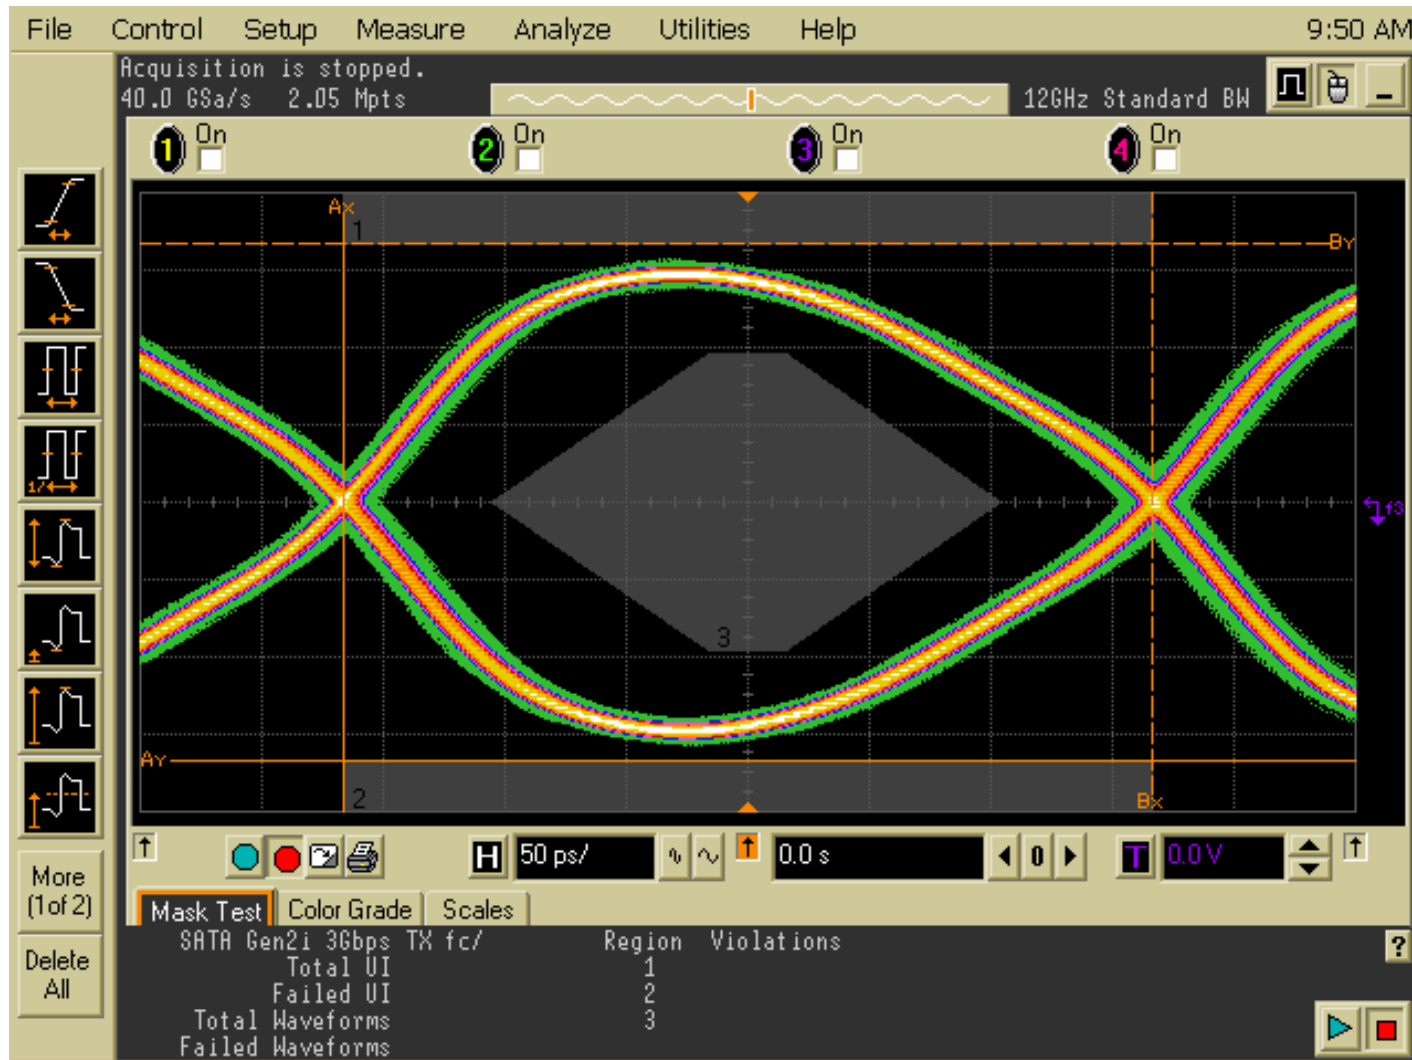 File Control Setup Measure Analyze Utilities Help 9:50 AM
Acquisition is stopped.
40.0 GSa/s 2.05 Mpts 12GHz Standard BW
1 On 2 On 3 On 4 On
Ax
1
By
f3
3
Ay
2
Bx
H 50 ps/ 0.0 s 0 T 0.0 V
More
(1 of 2)
Delete
All
Mask Test Color Grade Scales
SATA Gen2i 3Gbps TX fc/ Region Violations
Total UI 1
Failed UI 2
Total Waveforms 3
Failed Waveforms
?